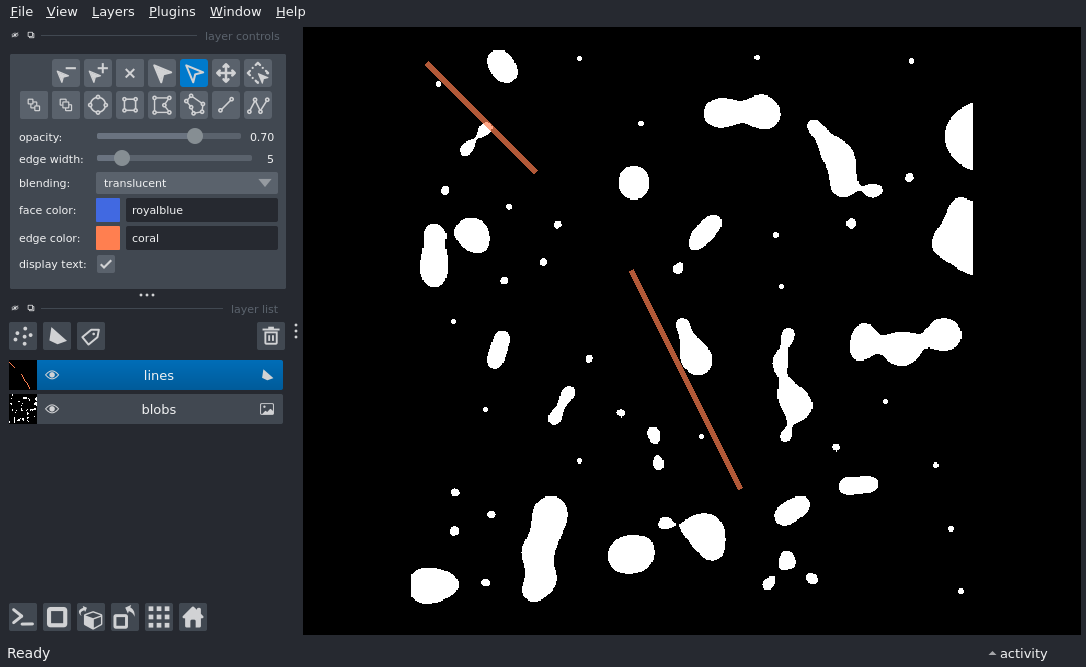 File View Layers Plugins Window Help
layer controls
opacity: 0.70
edge width: 5
blending: translucent
face color: royalblue
edge color: coral
display text:
layer list
lines
blobs
Ready activity